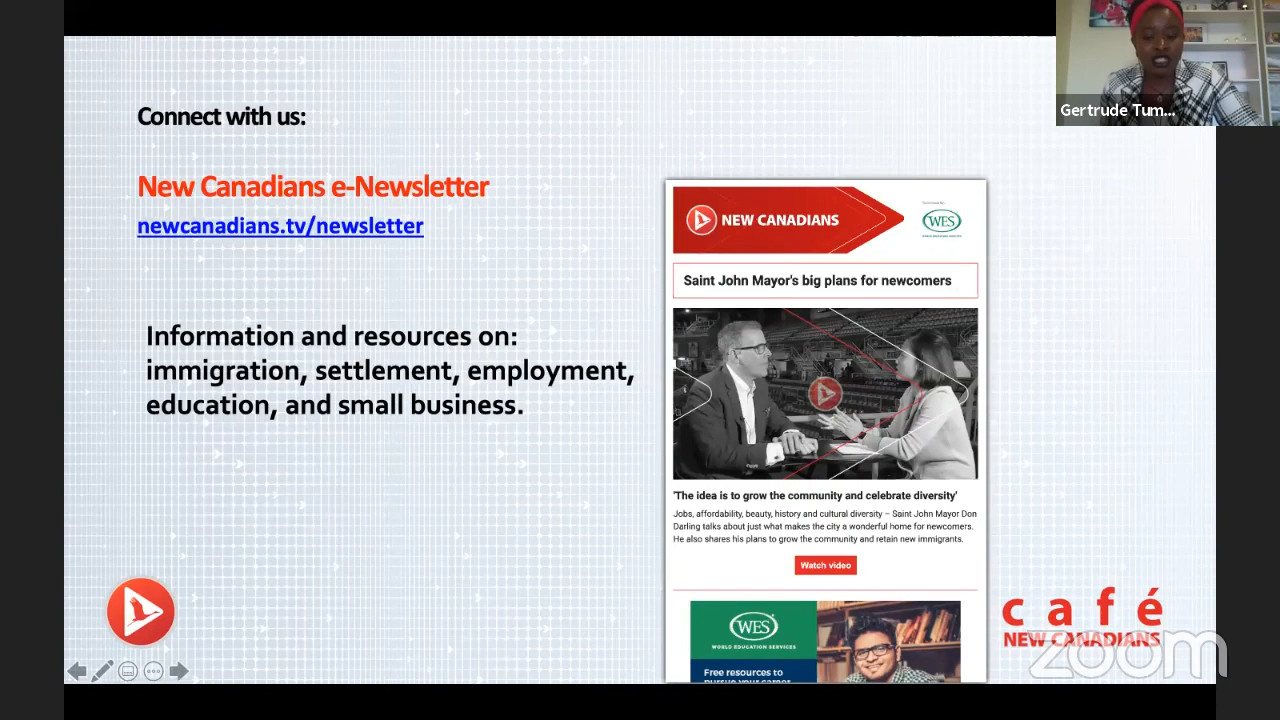 Gertrude Tum...
Connect with us:
New Canadians e-Newsletter
newcanadians.tv/newsletter
Information and resources on:
immigration, settlement, employment,
education, and small business.
NEW CANADIANS
WES
Saint John Mayor's big plans for newcomers
'The idea is to grow the community and celebrate diversity'
Jobs, affordability, beauty, history and cultural diversity – Saint John Mayor Don
Darling talks about just what makes the city a wonderful home for newcomers.
He also shares his plans to grow the community and retain new immigrants.
Watch video
WES
WORLD EDUCATION SERVICES
Free resources to
pursue your career
café
NEW CANADIANS
zoom